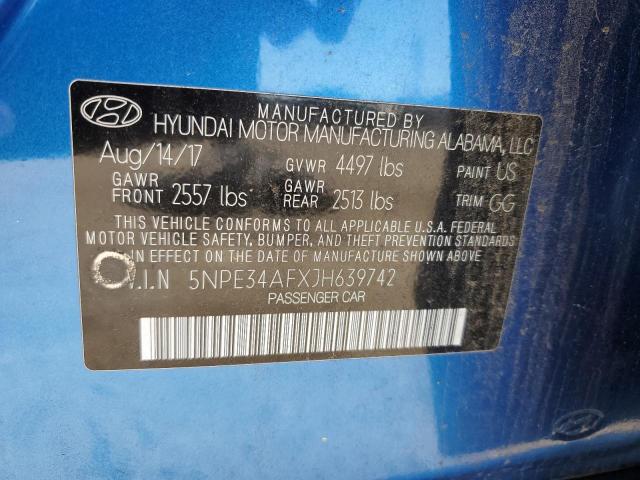 MANUFACTURED BY
HYUNDAI MOTOR MANUFACTURING ALABAMA, LLC
Aug/14/17 GVWR 4497 lbs PAINT US
GAWR FRONT 2557 lbs GAWR REAR 2513 lbs TRIM GG
THIS VEHICLE CONFORMS TO ALL APPLICABLE U.S.A. FEDERAL
MOTOR VEHICLE SAFETY, BUMPER, AND THEFT PREVENTION STANDARDS
IN EFFECT ON THE DATE OF MANUFACTURE SHOWN ABOVE
V.I.N 5NPE34AFXJH639742
PASSENGER CAR